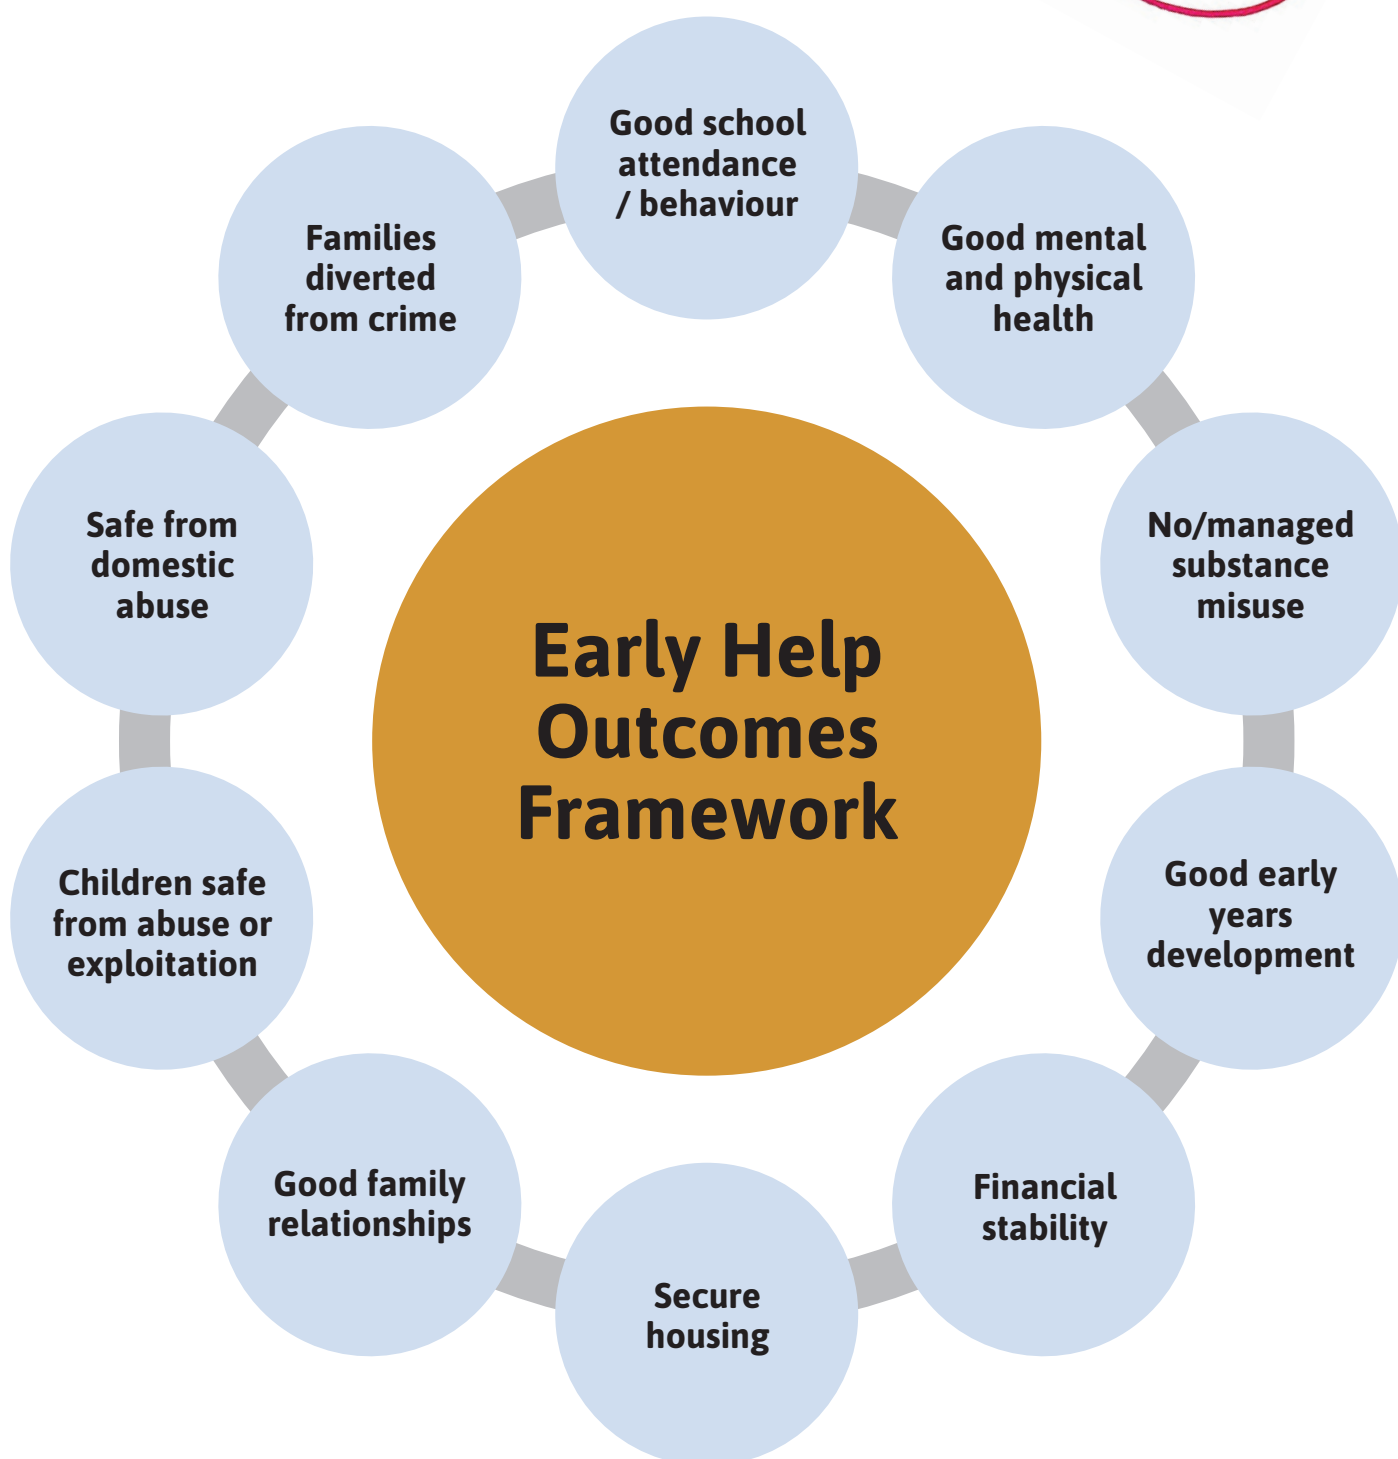 Good school
attendance
/ behaviour
Good mental
and physical
health
No/managed
substance
misuse
Good early
years
development
Financial
stability
Secure
housing
Good family
relationships
Children safe
from abuse or
exploitation
Safe from
domestic
abuse
Families
diverted
from crime
Early Help
Outcomes
Framework